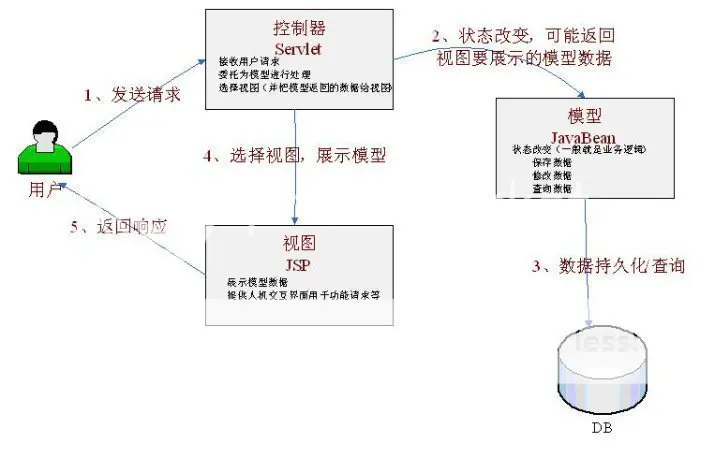 控制器
Servlet
接收用户请求
委托为模型进行处理
选择视图(并把模型返回的数据给视图)
2、状态改变,可能返回
视图要展示的模型数据
1、发送请求
模型
JavaBean
状态改变(一般就是业务逻辑)
保存数据
修改数据
查询数据
4、选择视图,展示模型
用户
5、返回响应
视图
JSP
展示模型数据
提供人机交互界面用于功能请求等
3、数据持久化/查询
less.
DB